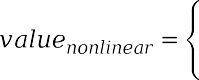 value_nonlinear = {